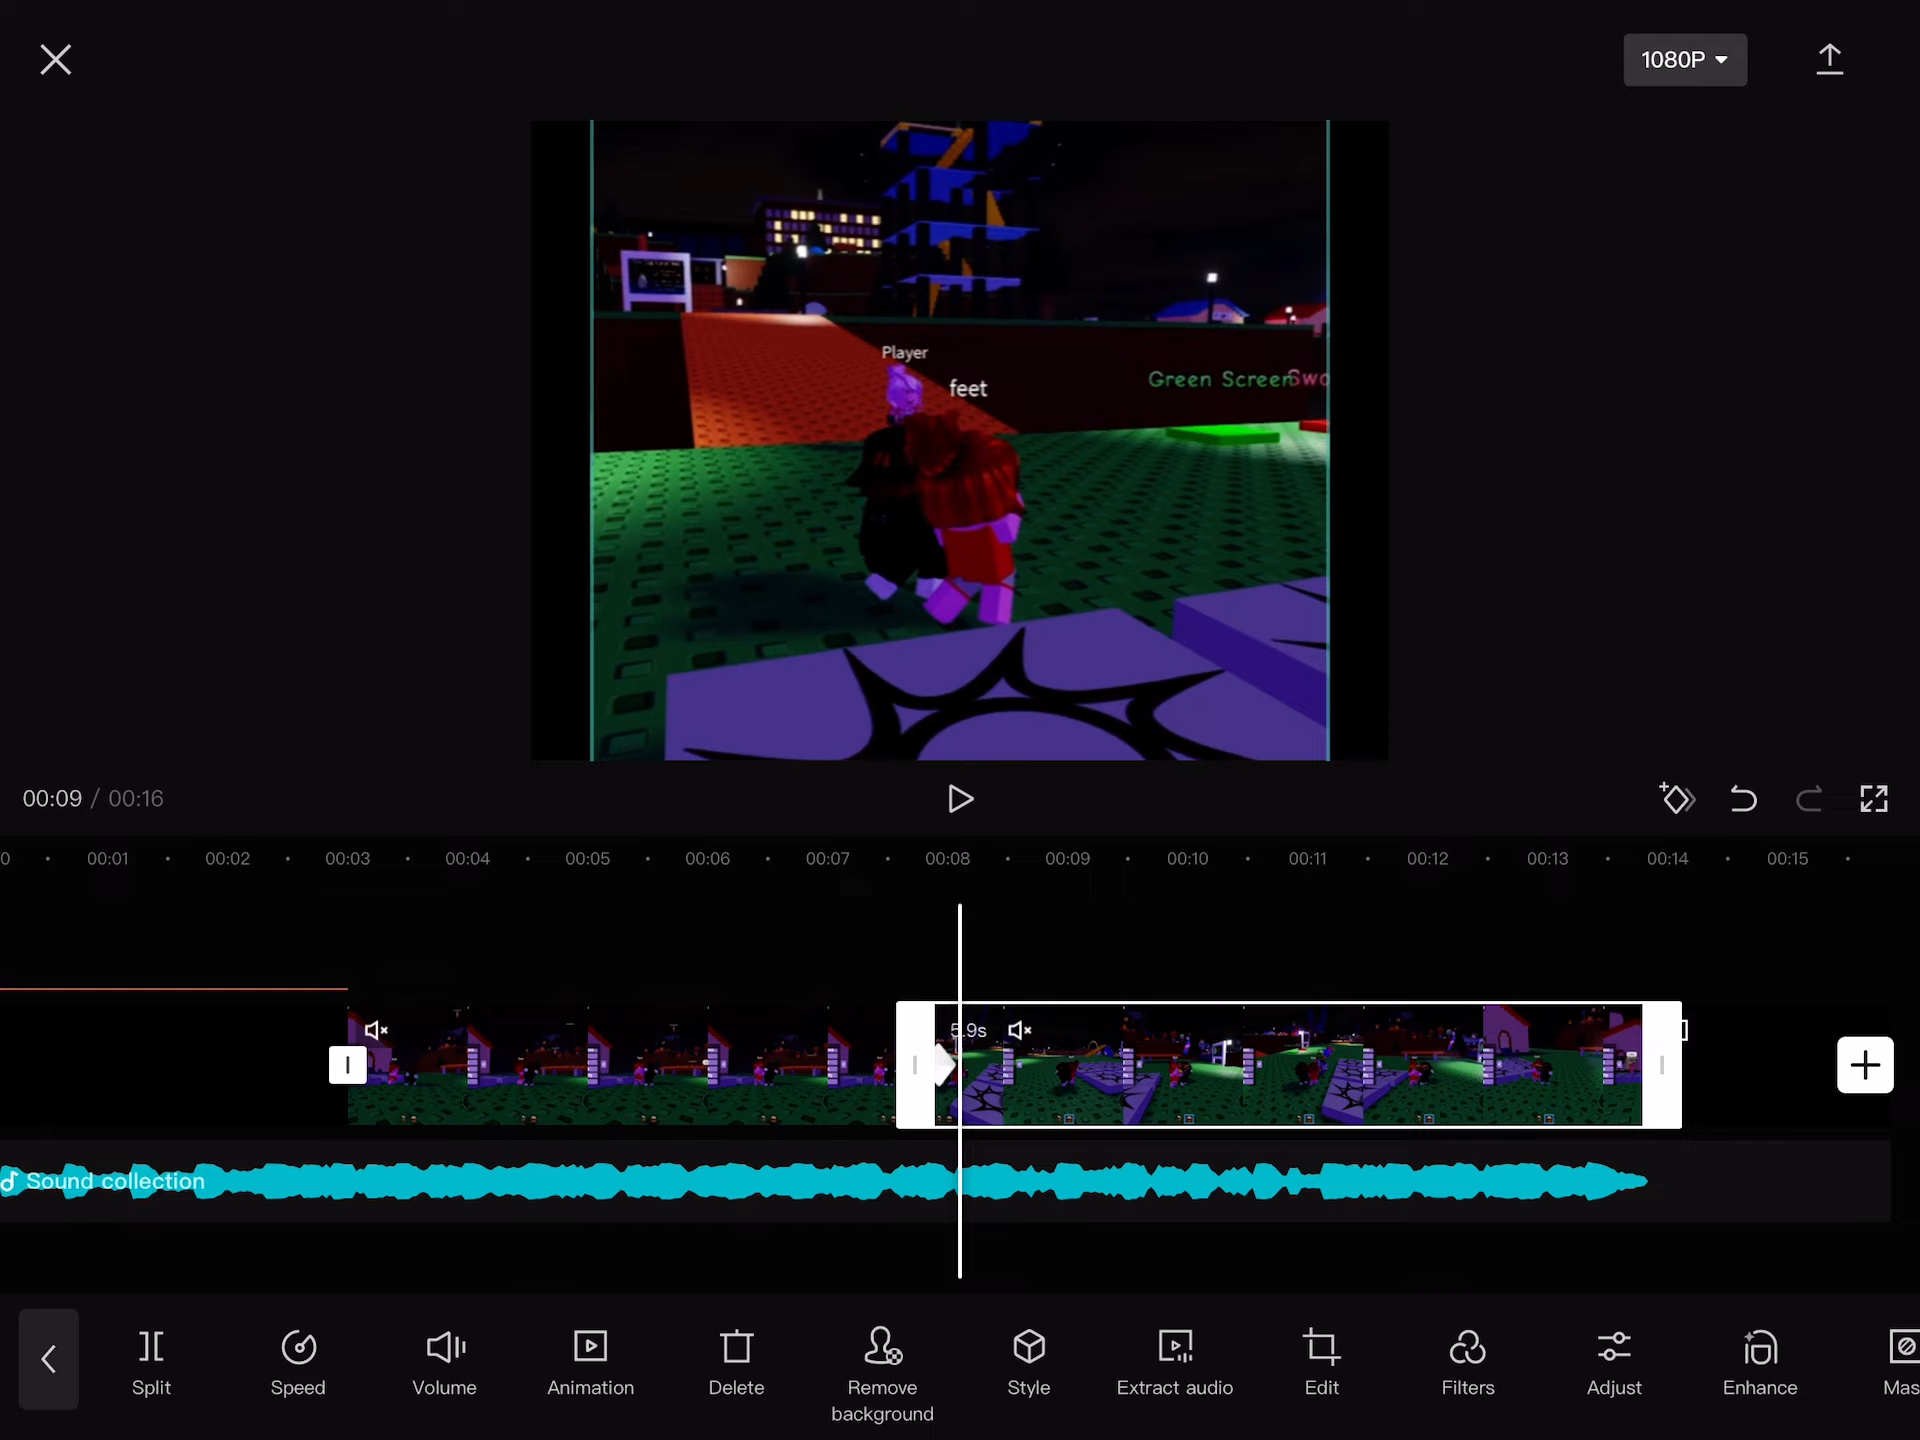 1080P
Player
feet
Green Screen
Swo
00:09 / 00:16
0 00:01 00:02 00:03 00:04 00:05 00:06 00:07 00:08 00:09 00:10 00:11 00:12 00:13 00:14 00:15
5.9s
Sound collection
Split Speed Volume Animation Delete Remove background Style Extract audio Edit Filters Adjust Enhance Mas